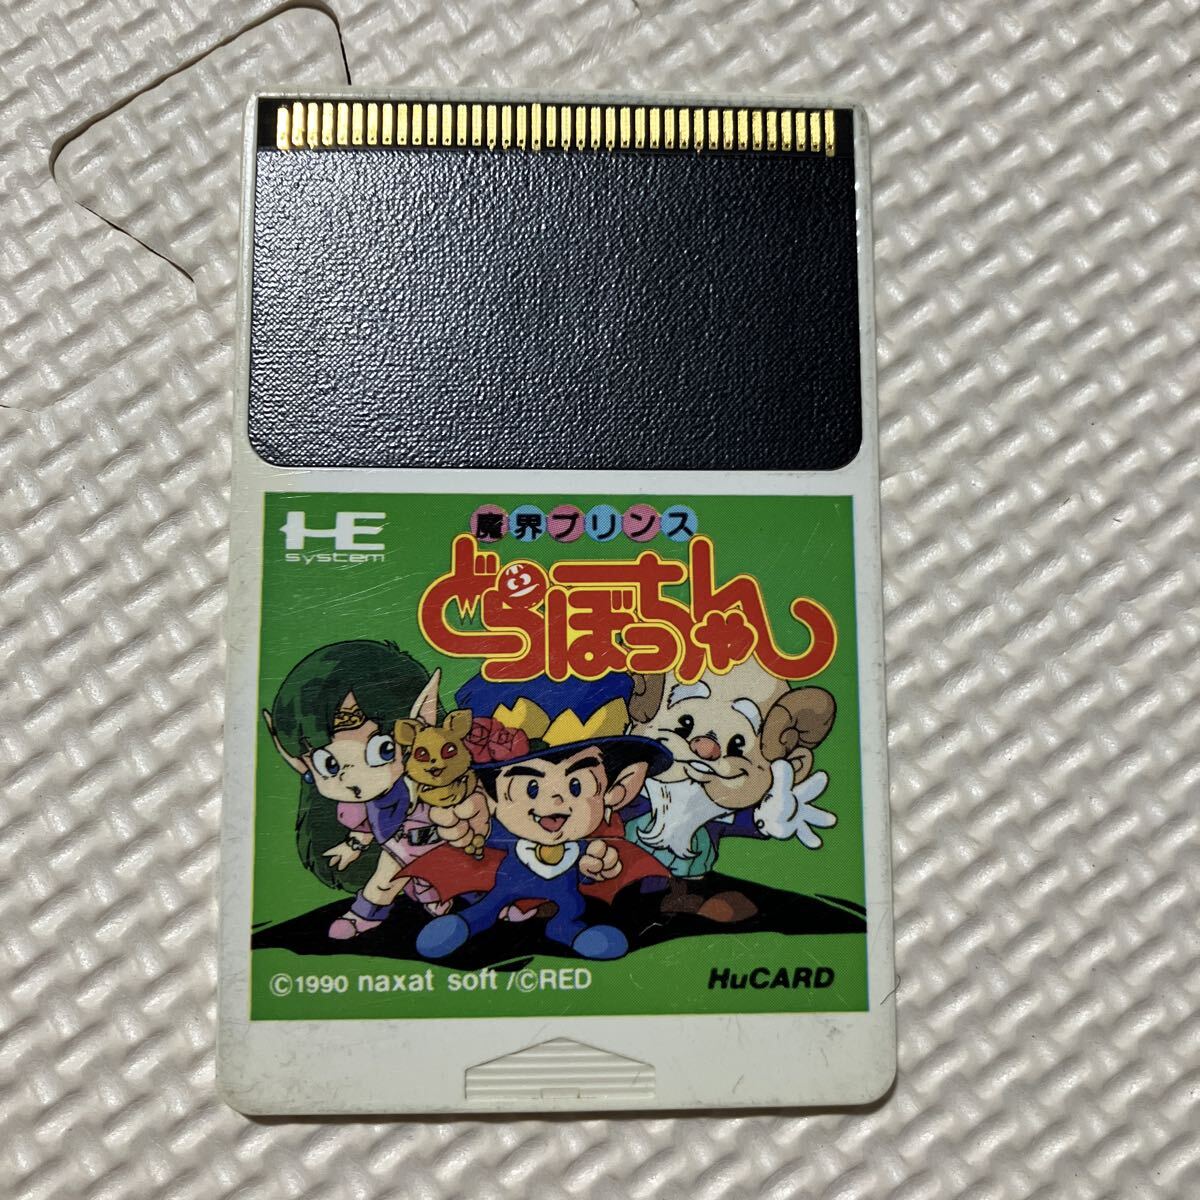 HE
system
魔界プリンス
どらぼっちゃん
©1990 naxat soft /©RED
HuCARD